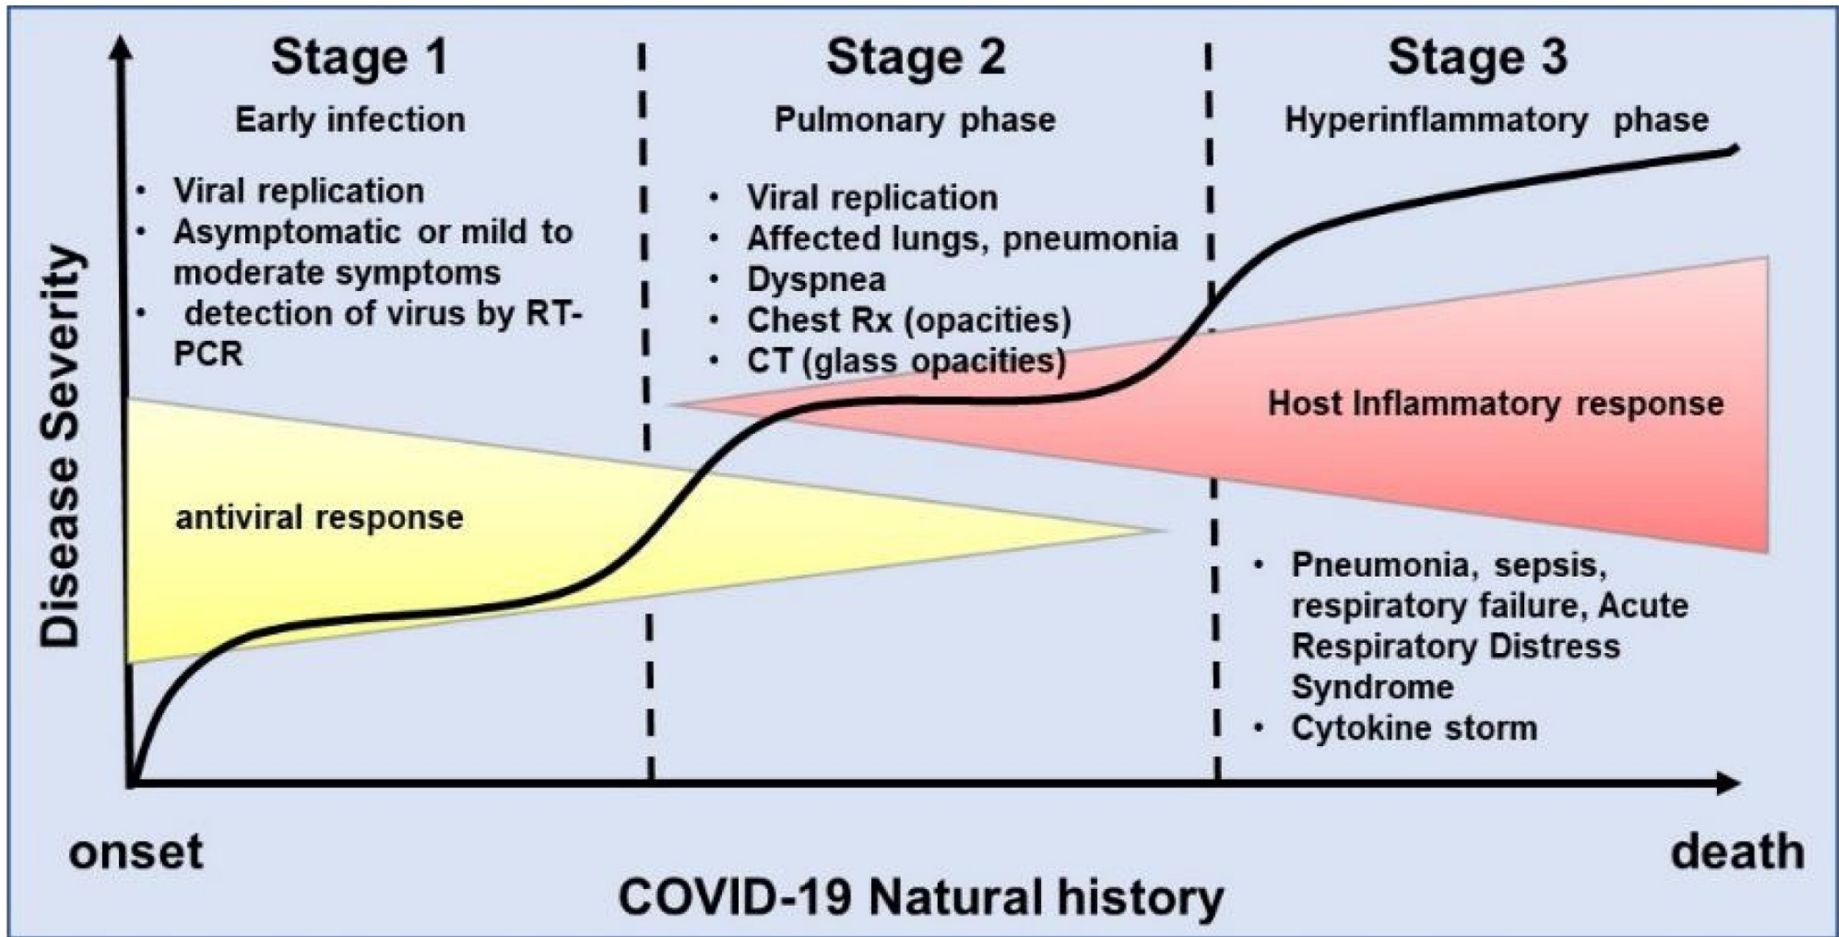 Stage 1
Early infection
• Viral replication
• Asymptomatic or mild to
moderate symptoms
• detection of virus by RT-
PCR
antiviral response
Stage 2
Pulmonary phase
• Viral replication
• Affected lungs, pneumonia
• Dyspnea
• Chest Rx (opacities)
• CT (glass opacities)
Stage 3
Hyperinflammatory phase
Host Inflammatory response
• Pneumonia, sepsis,
respiratory failure, Acute
Respiratory Distress
Syndrome
• Cytokine storm
Disease Severity
onset
death
COVID-19 Natural history